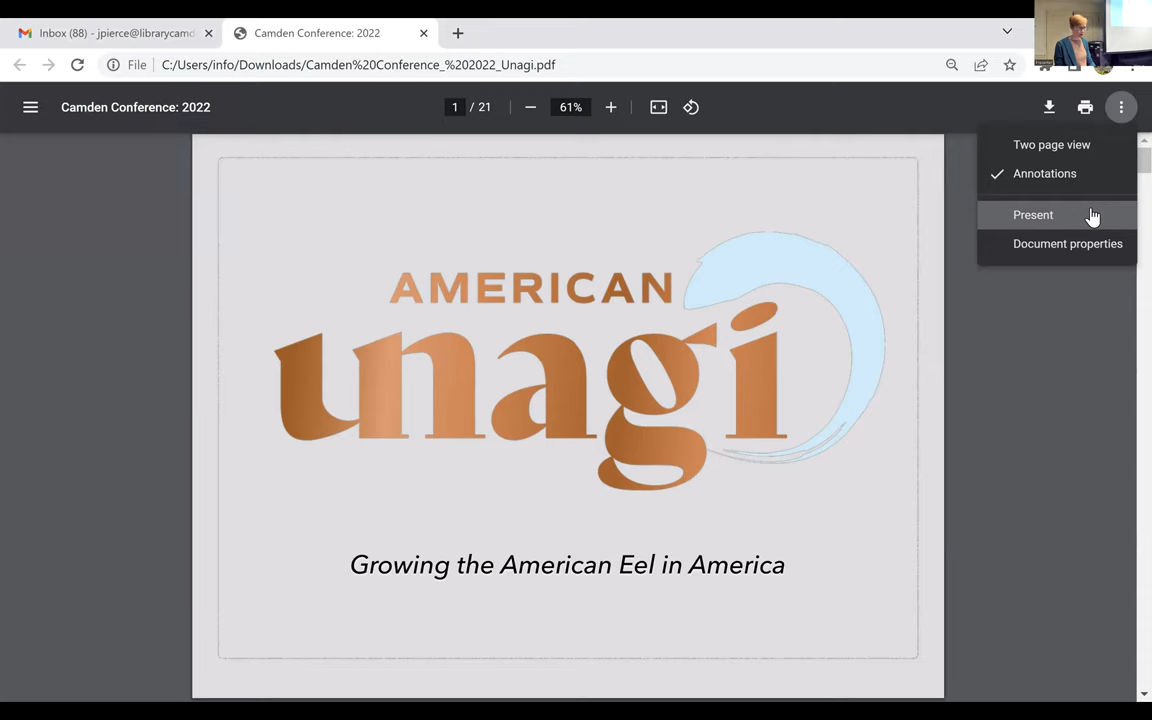 Inbox (88) - jpierce@librarycamd
Camden Conference: 2022
File
C:/Users/info/Downloads/Camden%20Conference_%202022_Unagi.pdf
Camden Conference: 2022
1 / 21
61%
Two page view
Annotations
Present
Document properties
AMERICAN
unagi
Growing the American Eel in America